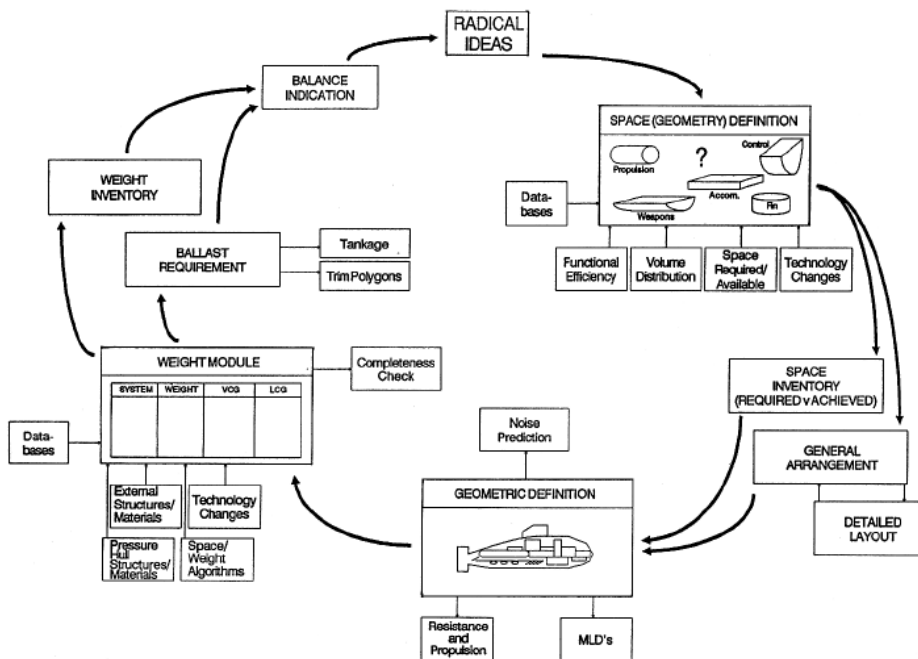 RADICAL
IDEAS
BALANCE
INDICATION
SPACE (GEOMETRY) DEFINITION
Propulsion
?
Control
Accom.
Weapons
Fin
Data-
bases
Functional
Efficiency
Volume
Distribution
Space
Required/
Available
Technology
Changes
WEIGHT
INVENTORY
BALLAST
REQUIREMENT
Tankage
Trim Polygons
WEIGHT MODULE
SYSTEM
WEIGHT
VCG
LCG
Completeness
Check
Data-
bases
External
Structures/
Materials
Technology
Changes
Pressure
Hull
Structures/
Materials
Space/
Weight
Algorithms
SPACE
INVENTORY
(REQUIRED v ACHIEVED)
GENERAL
ARRANGEMENT
DETAILED
LAYOUT
Noise
Prediction
GEOMETRIC DEFINITION
Resistance
and
Propulsion
MLD's